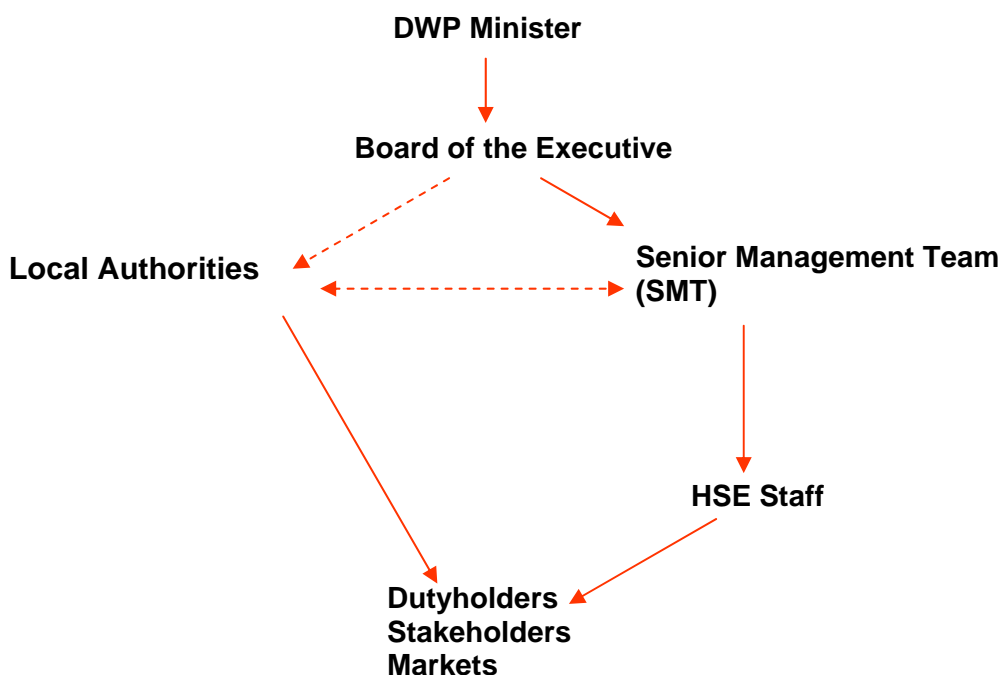 DWP Minister
Board of the Executive
Local Authorities
Senior Management Team
(SMT)
HSE Staff
Dutyholders
Stakeholders
Markets